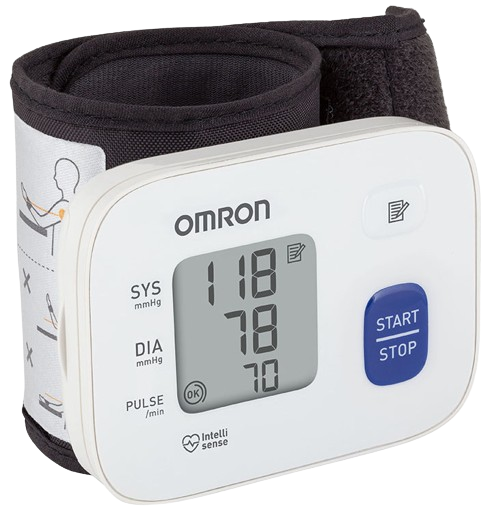 OMRON
SYS
mmHg
118
DIA
mmHg
78
PULSE
/min
70
OK
Intelli
sense
START
STOP